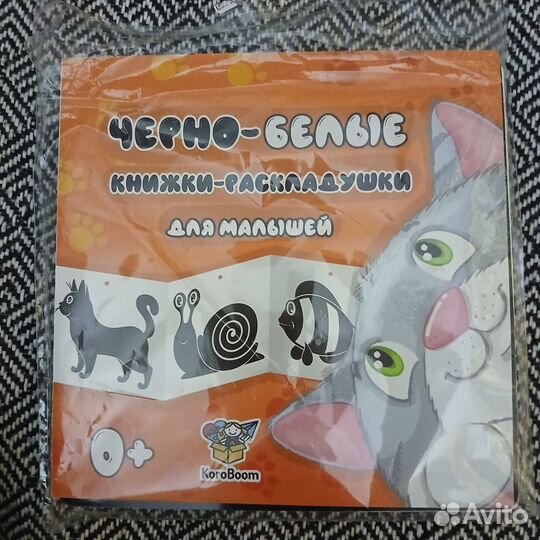 ЧЕРНО-БЕЛЫЕ
КНИЖКИ-РАСКЛАДУШКИ
ДЛЯ МАЛЫШЕЙ
0+
KoroBoom
Avito